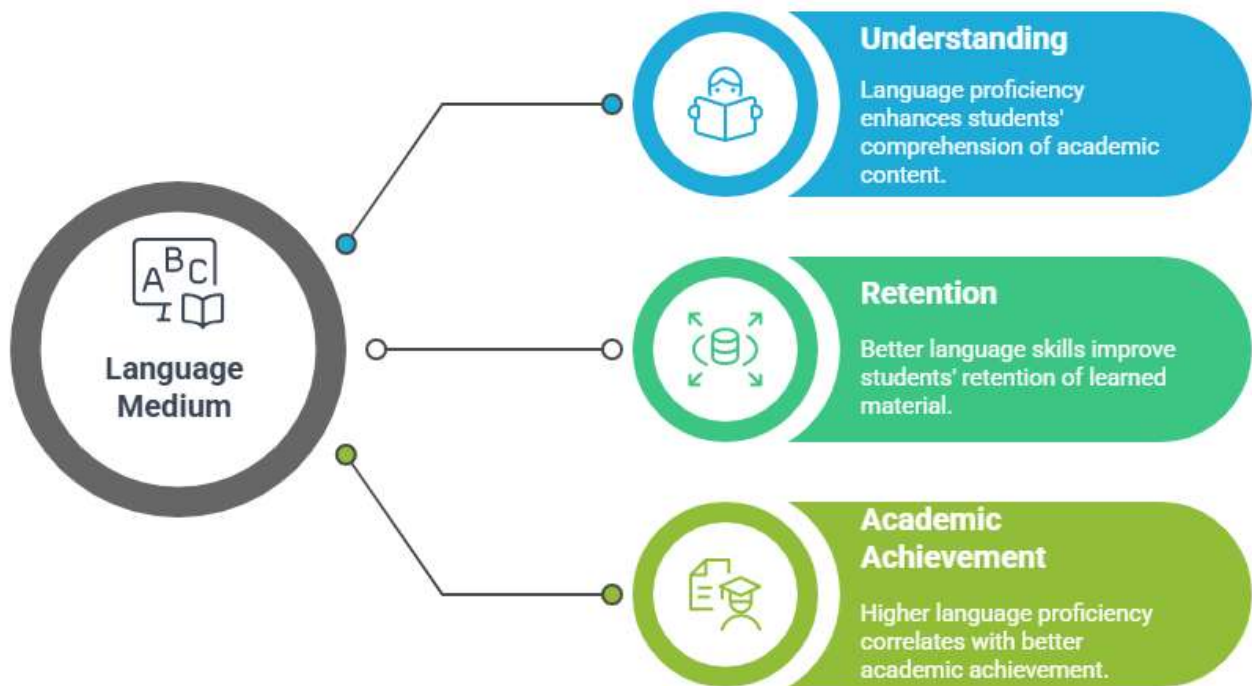 A B C
Language
Medium
Understanding
Language proficiency
enhances students'
comprehension of academic
content.
Retention
Better language skills improve
students' retention of learned
material.
Academic
Achievement
Higher language proficiency
correlates with better
academic achievement.